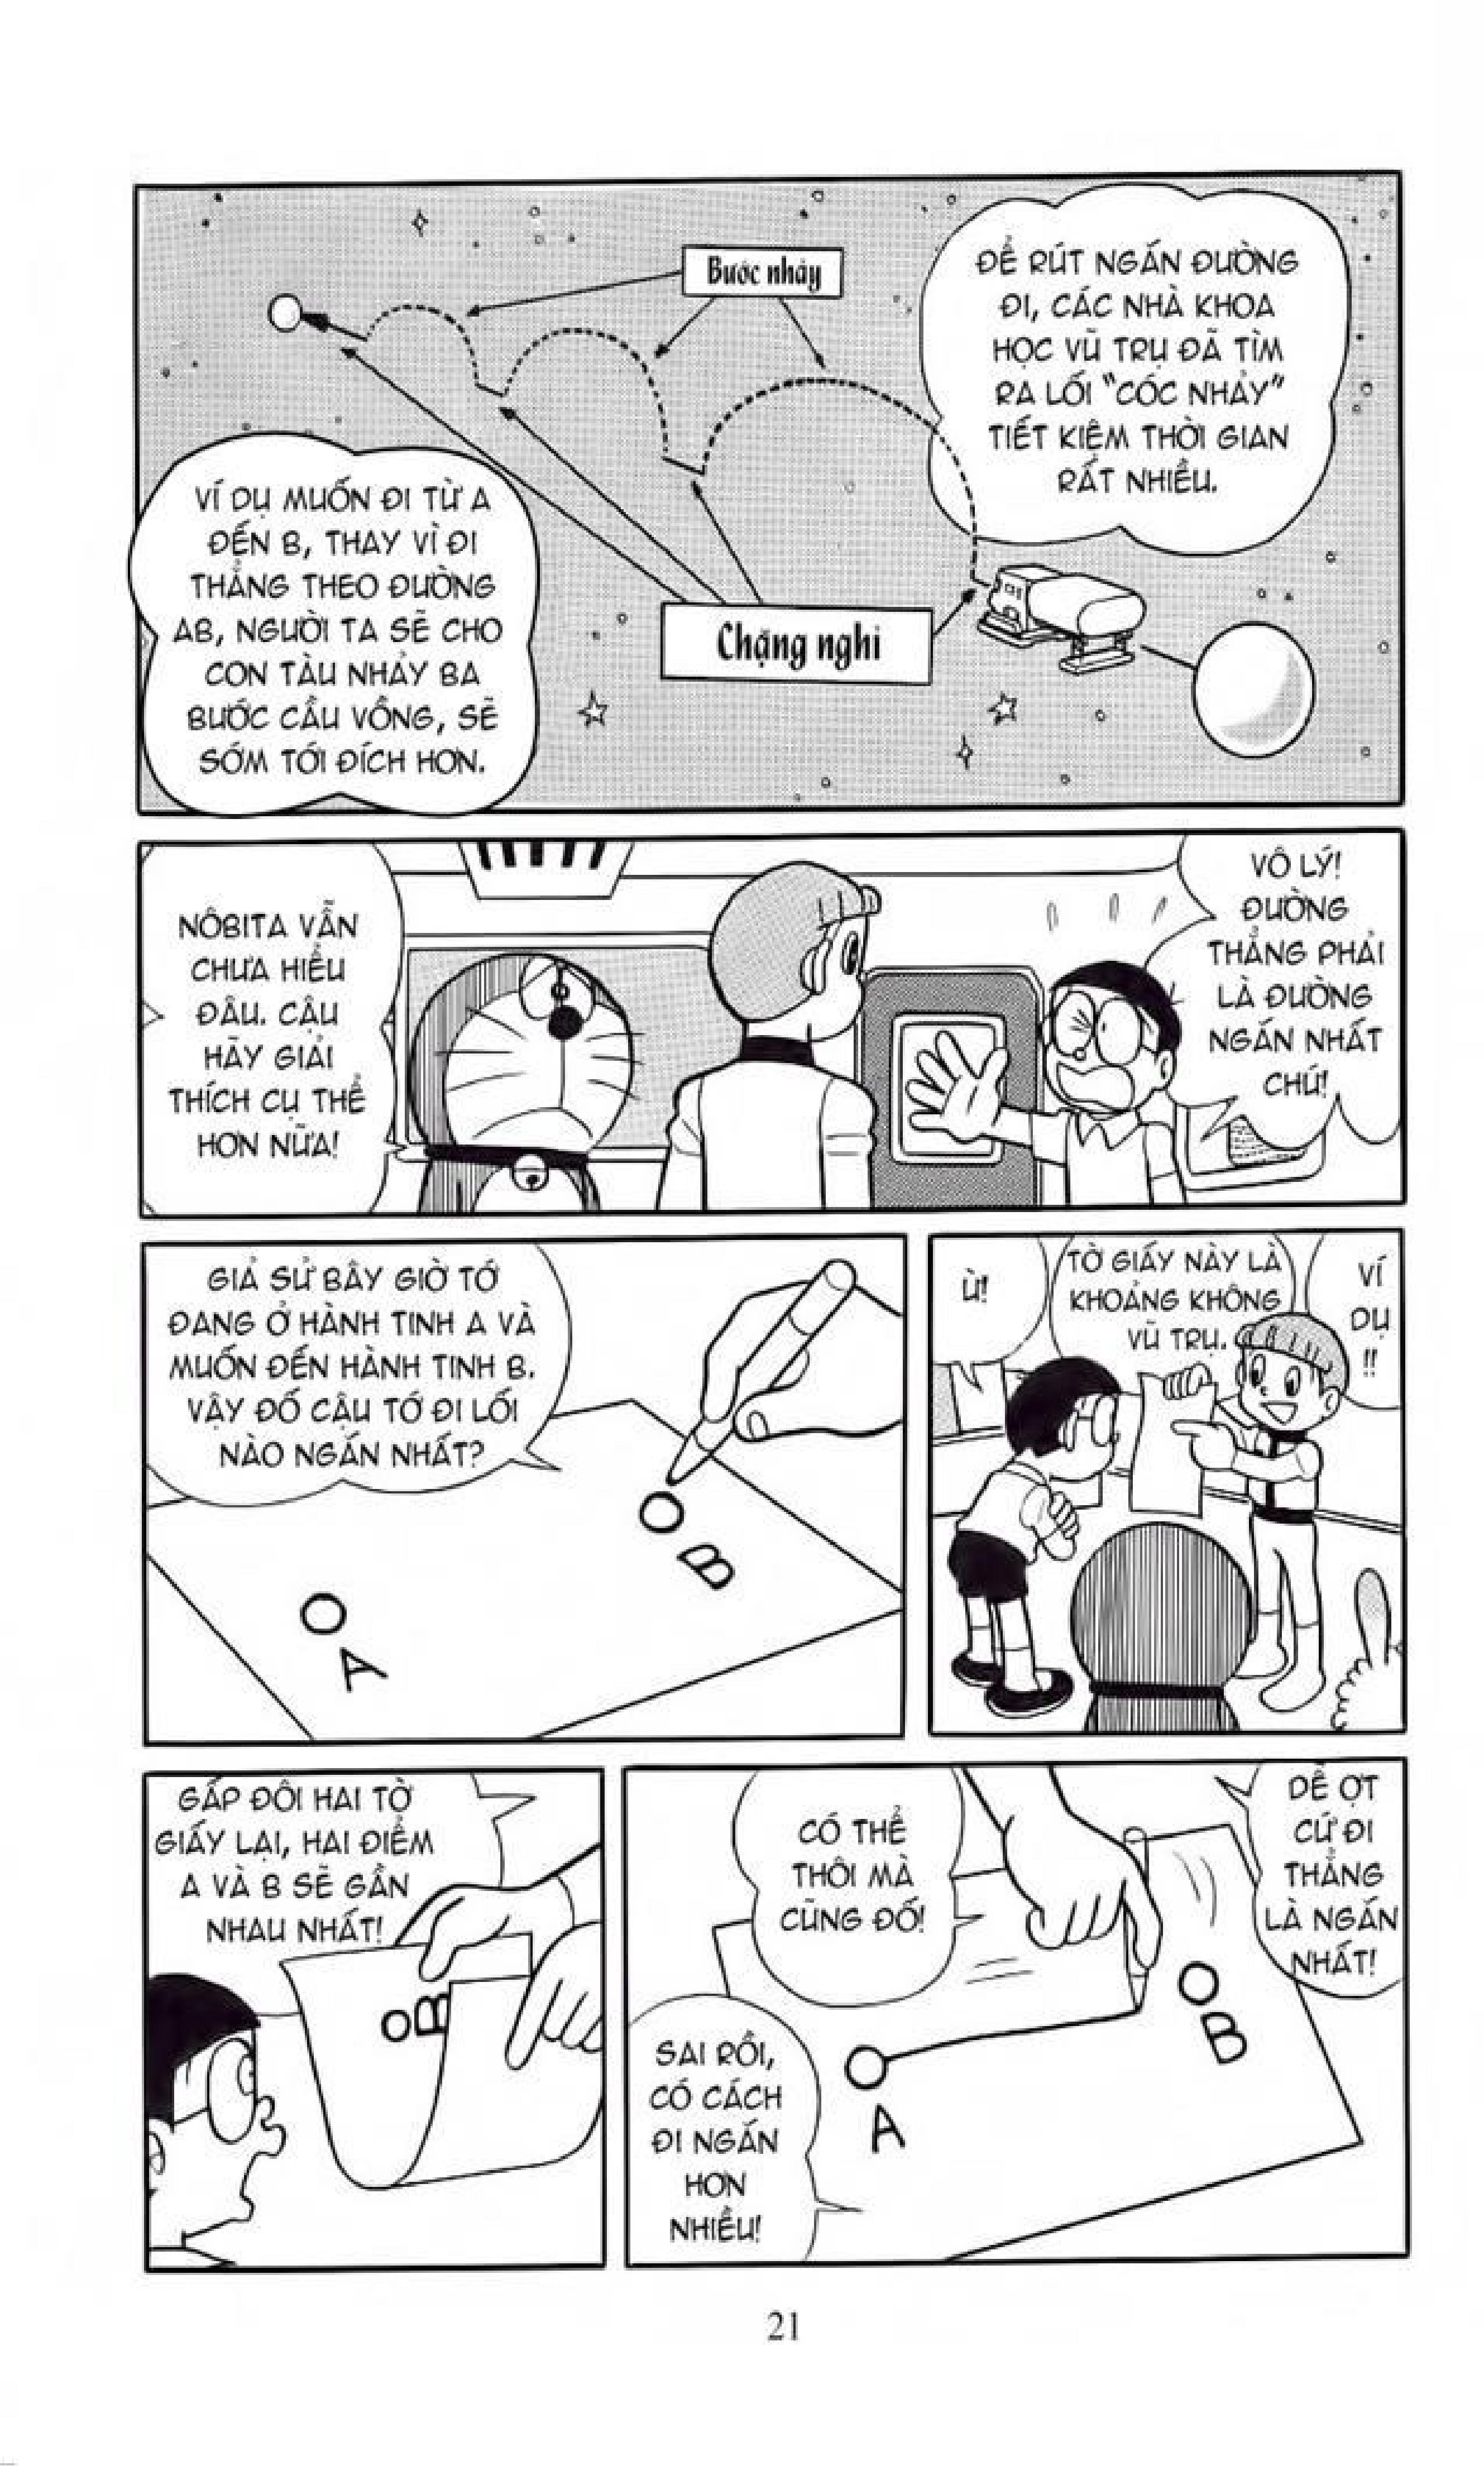 ĐỂ RÚT NGẮN ĐƯỜNG
ĐI, CÁC NHÀ KHOA
HỌC VŨ TRỤ ĐÃ TÌM
RA LỐI "CÓC NHẢY"
TIẾT KIỆM THỜI GIAN
RẤT NHIỀU.
Bước nhảy
Chặng nghỉ
VÍ DỤ MUỐN ĐI TỪ A
ĐẾN B, THAY VÌ ĐI
THẲNG THEO ĐƯỜNG
AB, NGƯỜI TA SẼ CHO
CON TÀU NHẢY BA
BƯỚC CẦU VỒNG, SẼ
SỚM TỚI ĐÍCH HƠN.
VÔ LÝ!
ĐƯỜNG
THẲNG PHẢI
LÀ ĐƯỜNG
NGẮN NHẤT
CHỨ!
NÔBITA VẪN
CHƯA HIỂU
ĐÂU. CẬU
HÃY GIẢI
THÍCH CỤ THỂ
HƠN NỮA!
VÍ
DỤ
!!
TỜ GIẤY NÀY LÀ
KHOẢNG KHÔNG
VŨ TRỤ.
Ừ!
GIẢ SỬ BÂY GIỜ TỚ
ĐANG Ở HÀNH TINH A VÀ
MUỐN ĐẾN HÀNH TINH B.
VẬY ĐỐ CẬU TỚ ĐI LỐI
NÀO NGẮN NHẤT?
B
A
DỄ ỢT
CỨ ĐI
THẲNG
LÀ NGẮN
NHẤT!
CÓ THẾ
THÔI MÀ
CŨNG ĐỐ!
B
A
SAI RỒI,
CÓ CÁCH
ĐI NGẮN
HƠN
NHIỀU!
GẤP ĐÔI HAI TỜ
GIẤY LẠI, HAI ĐIỂM
A VÀ B SẼ GẦN
NHAU NHẤT!
B
21